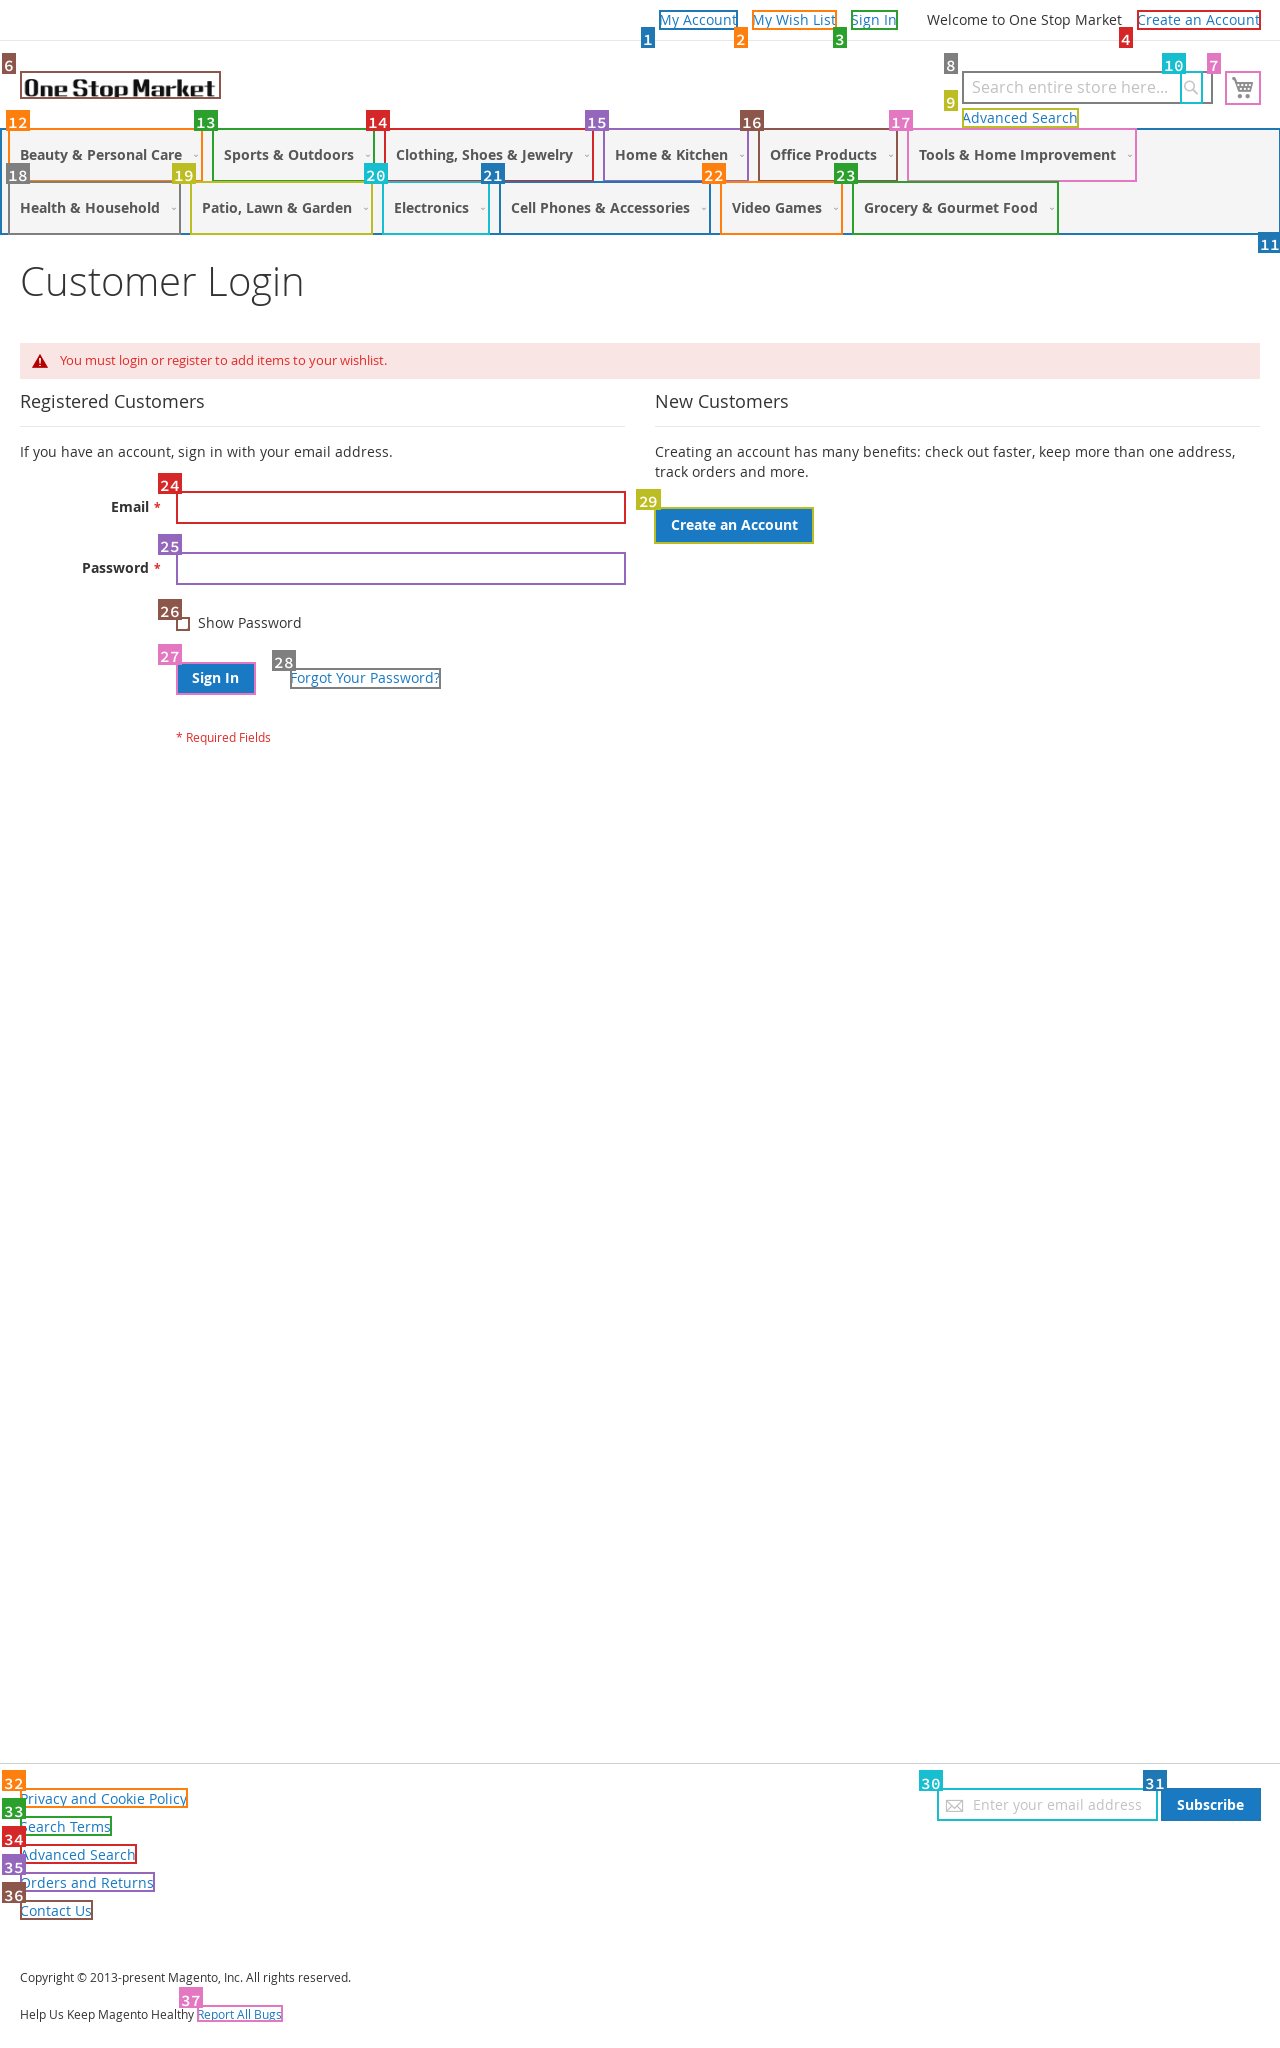 My Account My Wish List Sign In Welcome to One Stop Market Create an Account
1 2 3 4
6 8 10 7
One Stop Market Search entire store here...
9 Advanced Search
12 13 14 15 16 17
Beauty & Personal Care Sports & Outdoors Clothing, Shoes & Jewelry Home & Kitchen Office Products Tools & Home Improvement
18 19 20 21 22 23
Health & Household Patio, Lawn & Garden Electronics Cell Phones & Accessories Video Games Grocery & Gourmet Food
11
Customer Login
You must login or register to add items to your wishlist.
Registered Customers
If you have an account, sign in with your email address.
24
Email *
25
Password *
26
Show Password
27 28
Sign In Forgot Your Password?
* Required Fields
New Customers
Creating an account has many benefits: check out faster, keep more than one address,
track orders and more.
29
Create an Account
32 30 31
Privacy and Cookie Policy Enter your email address Subscribe
33
Search Terms
34
Advanced Search
35
Orders and Returns
36
Contact Us
Copyright © 2013-present Magento, Inc. All rights reserved.
37
Help Us Keep Magento Healthy Report All Bugs